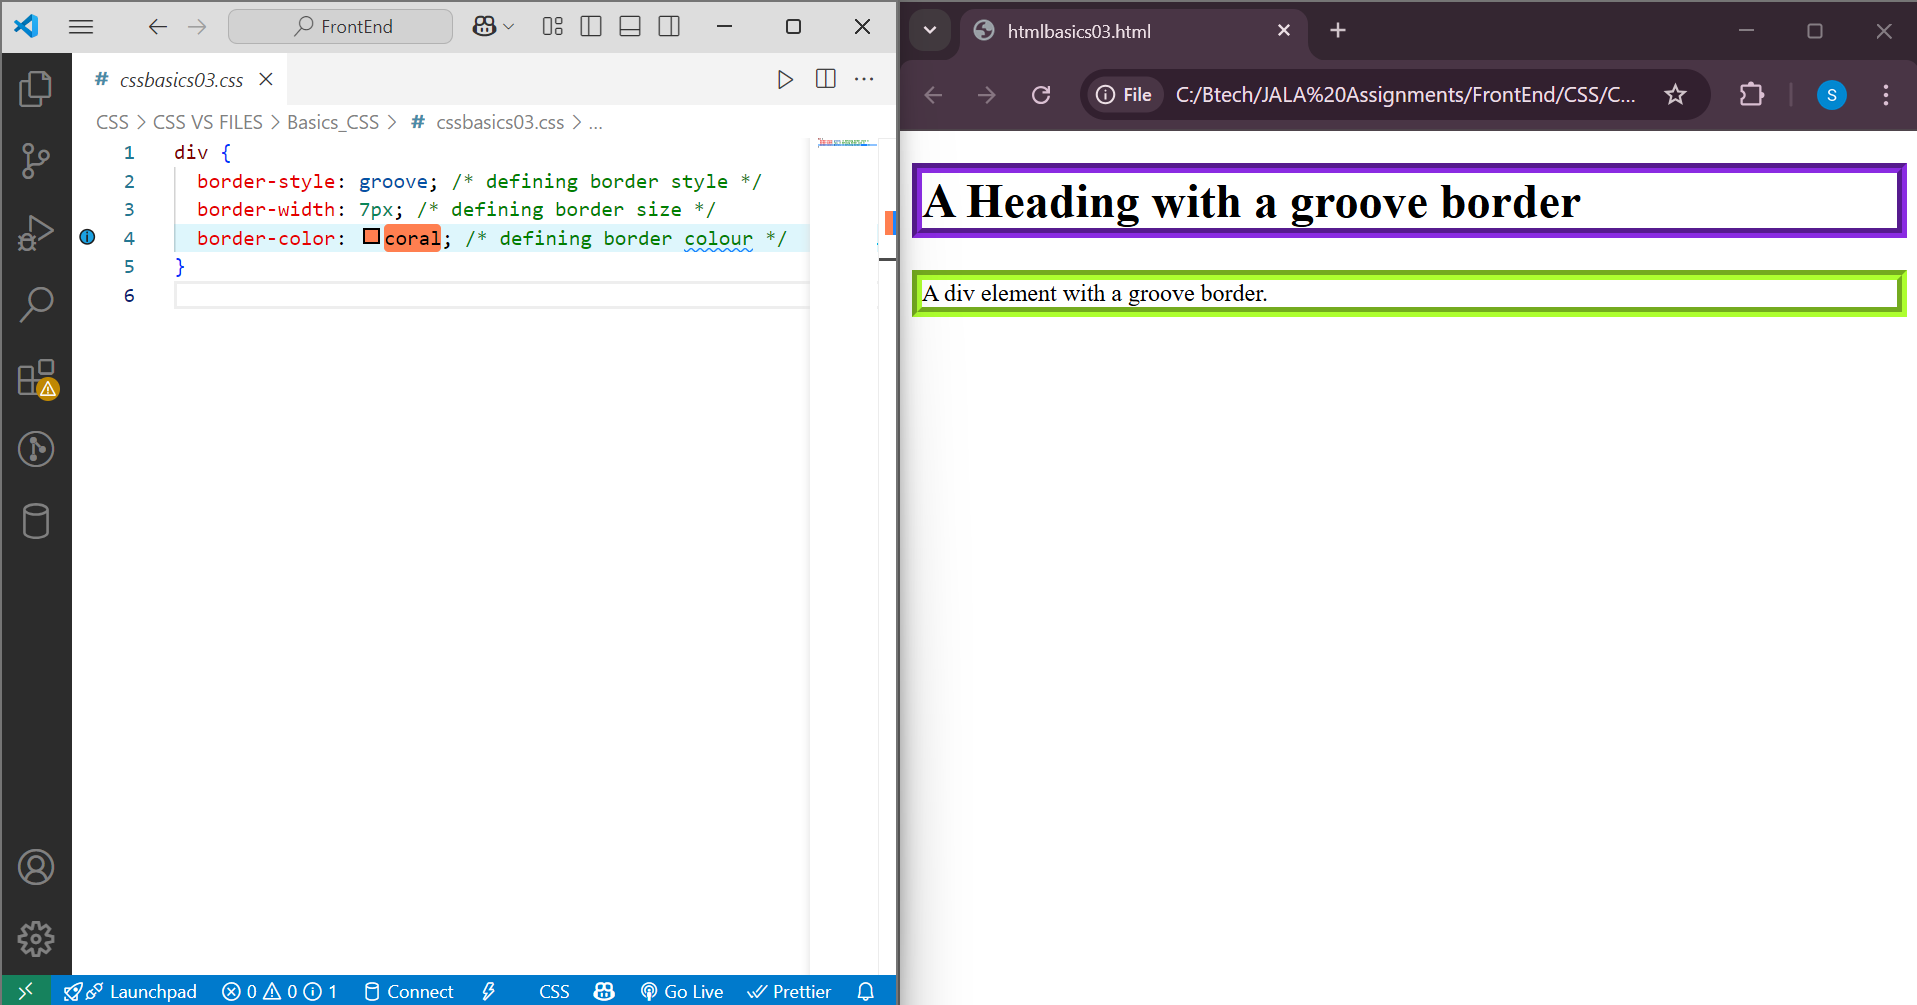 FrontEnd
# cssbasics03.css
CSS > CSS VS FILES > Basics_CSS > # cssbasics03.css > ...
1 div {
2 border-style: groove; /* defining border style */
3 border-width: 7px; /* defining border size */
4 border-color: coral; /* defining border colour */
5 }
6
Launchpad 0 0 1 Connect CSS Go Live Prettier
htmlbasics03.html
File C:/Btech/JALA%20Assignments/FrontEnd/CSS/C... S
A Heading with a groove border
A div element with a groove border.